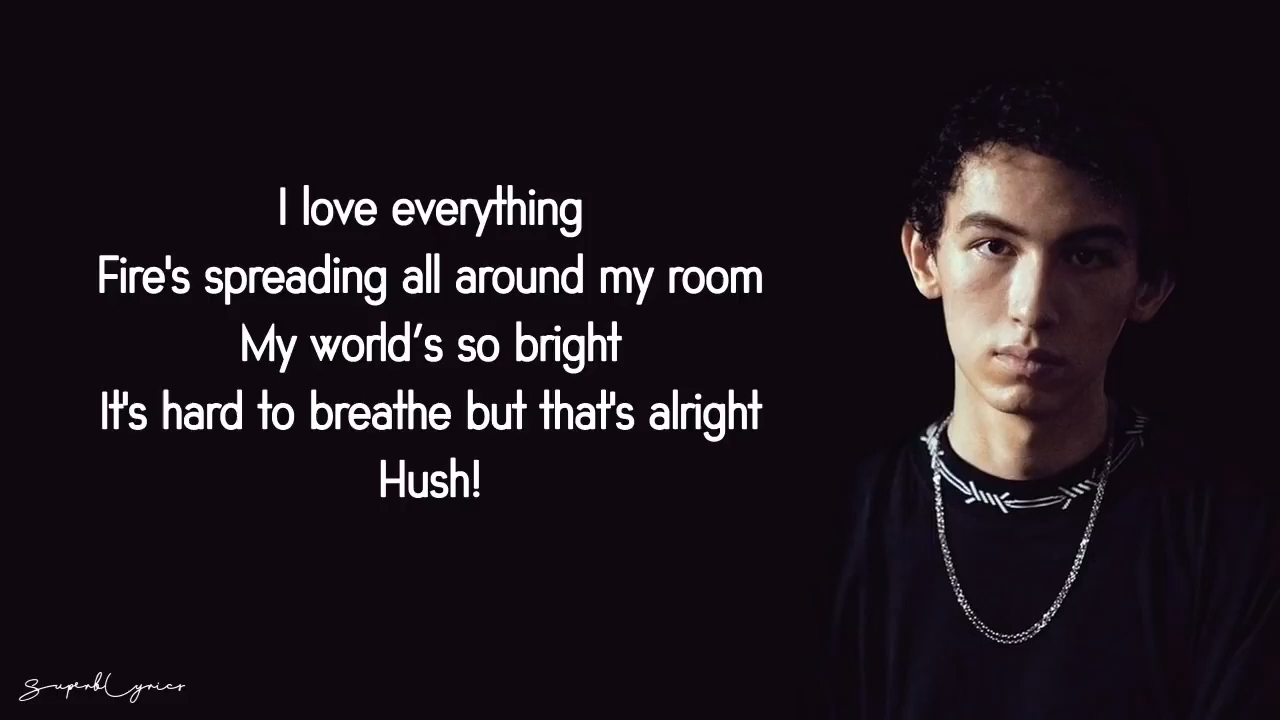 I love everything
Fire's spreading all around my room
My world’s so bright
It's hard to breathe but that's alright
Hush!
SuperbLyrics